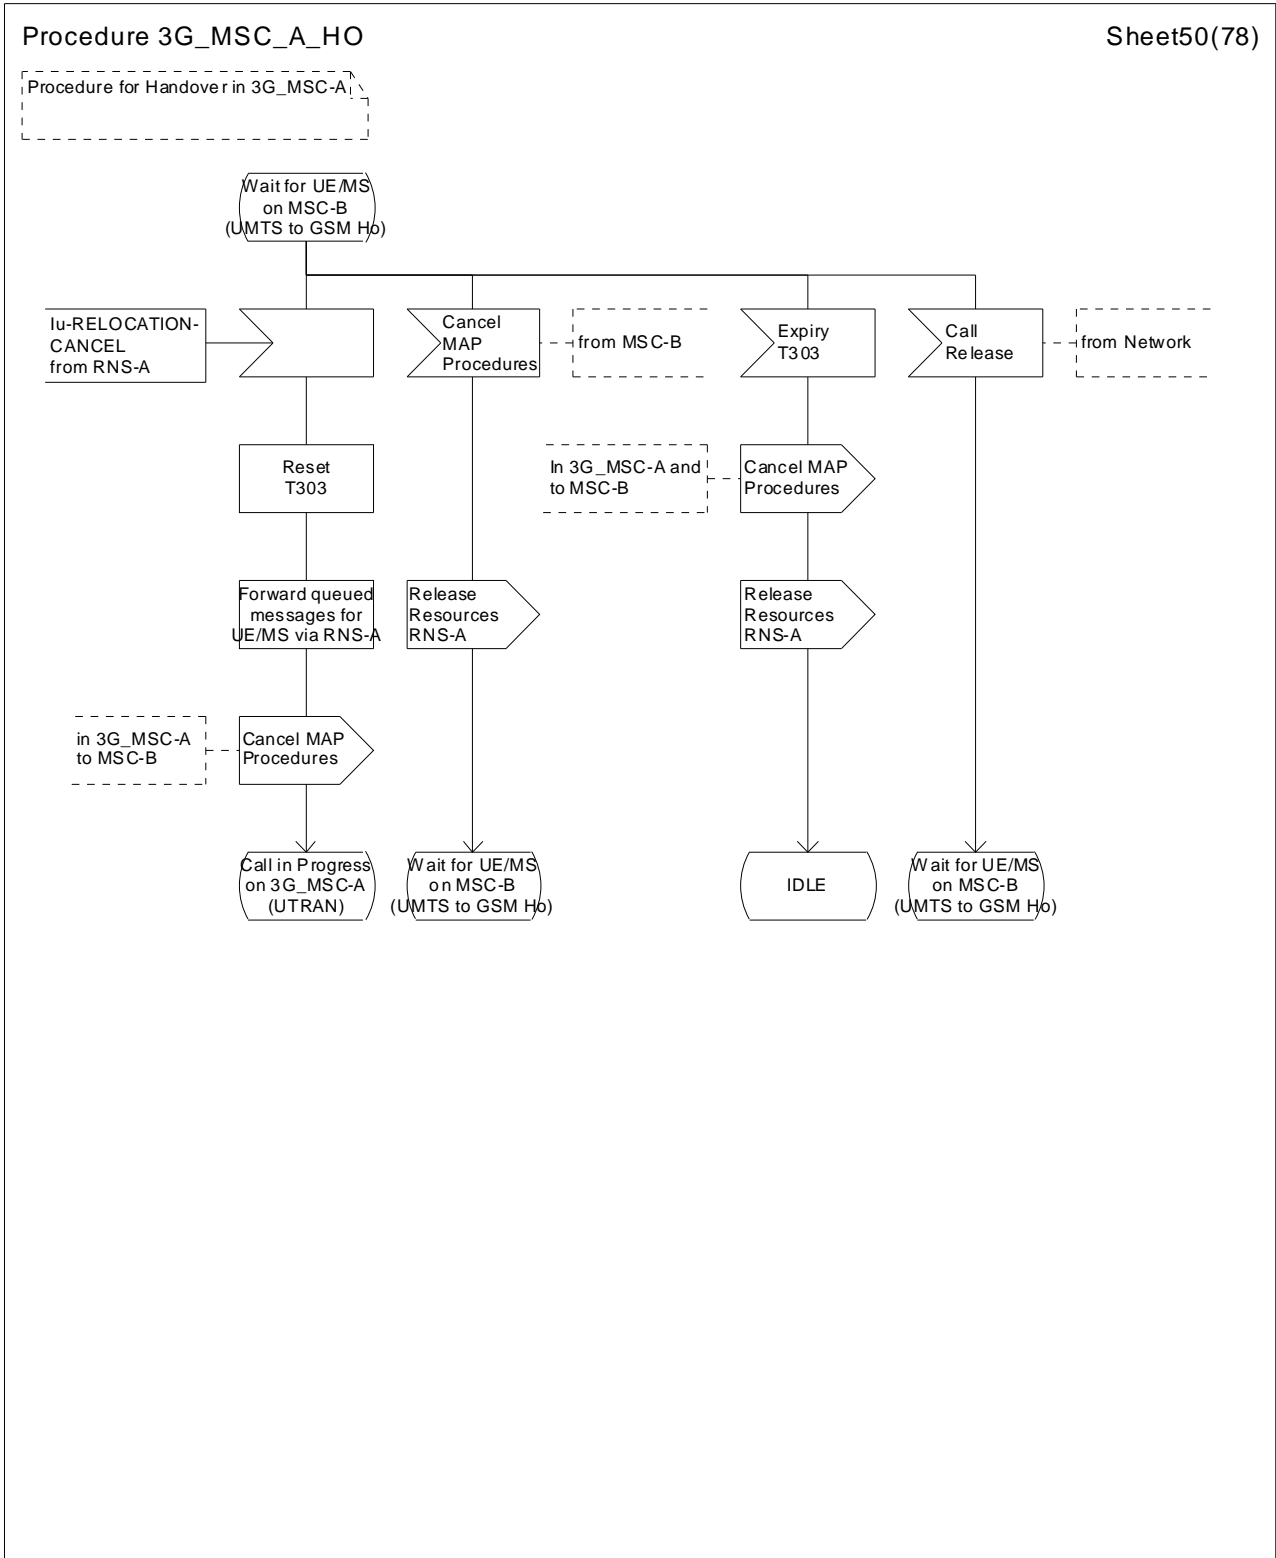 Procedure 3G_MSC_A_HO
Sheet50(78)
Procedure for Handover in 3G_MSC-A
Wait for UE/MS
on MSC-B
(UMTS to GSM Ho)
Iu-RELOCATION-
CANCEL
from RNS-A
Cancel
MAP
Procedures
from MSC-B
Expiry
T303
Call
Release
from Network
Reset
T303
In 3G_MSC-A and
to MSC-B
Cancel MAP
Procedures
Forward queued
messages for
UE/MS via RNS-A
Release
Resources
RNS-A
Release
Resources
RNS-A
in 3G_MSC-A
to MSC-B
Cancel MAP
Procedures
Call in Progress
on 3G_MSC-A
(UTRAN)
Wait for UE/MS
on MSC-B
(UMTS to GSM Ho)
IDLE
Wait for UE/MS
on MSC-B
(UMTS to GSM Ho)